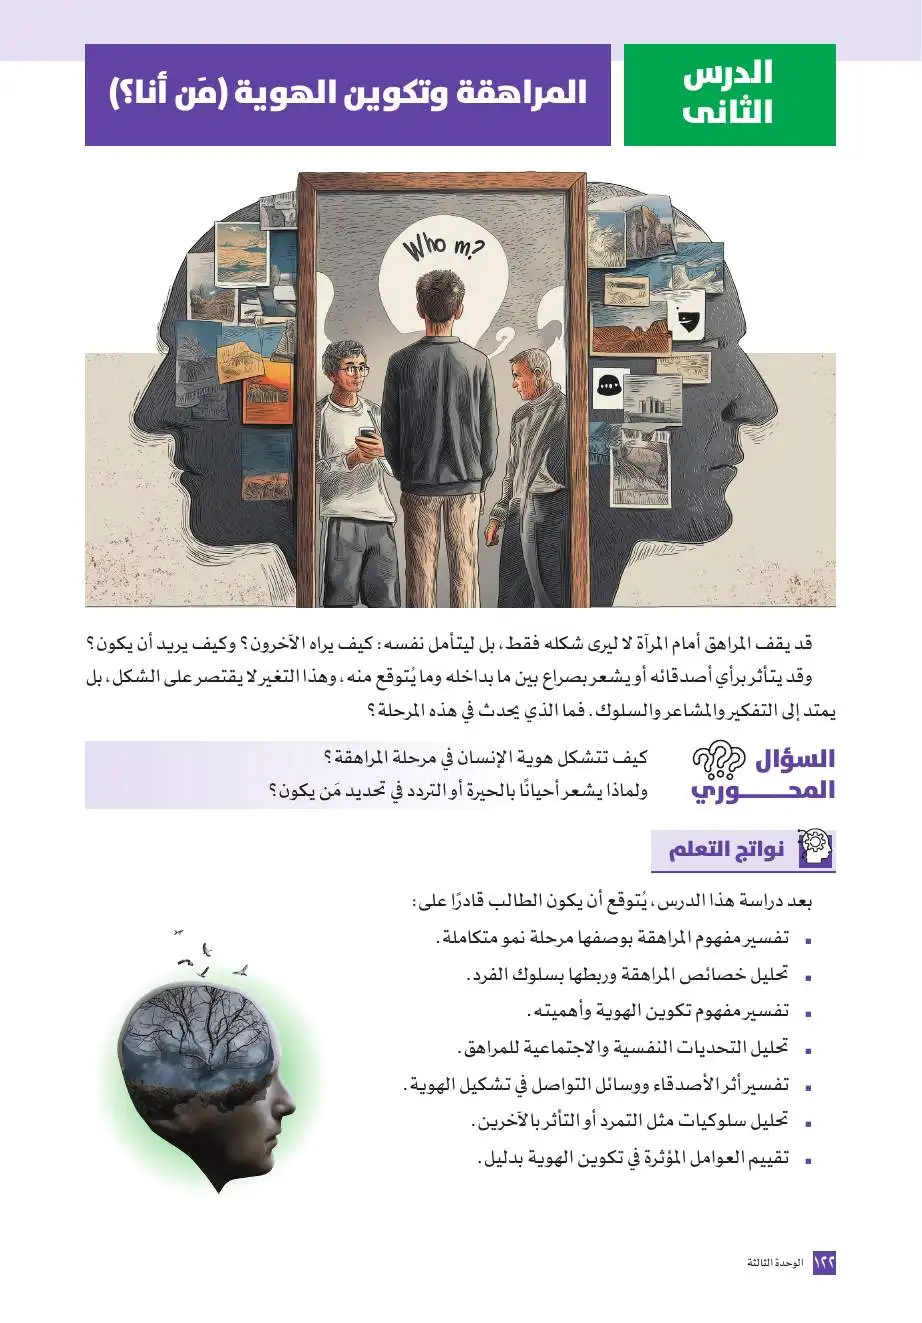 الدرس
الثانى
المراهقة وتكوين الهوية (مَن أنا؟)
Who m?
قد يقف المراهق أمام المرآة لا ليرى شكله فقط، بل ليتأمل نفسه: كيف يراه الآخرون؟ وكيف يريد أن يكون؟
وقد يتأثر برأي أصدقائه أو يشعر بصراع بين ما بداخله وما يُتوقع منه، وهذا التغير لا يقتصر على الشكل، بل
يمتد إلى التفكير والمشاعر والسلوك. فما الذي يحدث في هذه المرحلة؟
السؤال
المحـــــــوري
كيف تتشكل هوية الإنسان في مرحلة المراهقة؟
ولماذا يشعر أحيانًا بالحيرة أو التردد في تحديد مَن يكون؟
نواتج التعلم
بعد دراسة هذا الدرس، يُتوقع أن يكون الطالب قادرًا على:
▪ تفسير مفهوم المراهقة بوصفها مرحلة نمو متكاملة.
▪ تحليل خصائص المراهقة وربطها بسلوك الفرد.
▪ تفسير مفهوم تكوين الهوية وأهميته.
▪ تحليل التحديات النفسية والاجتماعية للمراهق.
▪ تفسير أثر الأصدقاء ووسائل التواصل في تشكيل الهوية.
▪ تحليل سلوكيات مثل التمرد أو التأثر بالآخرين.
▪ تقييم العوامل المؤثرة في تكوين الهوية بدليل.
١٢٢ الوحدة الثالثة